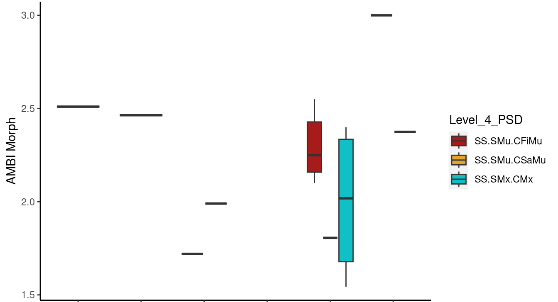 3.0
2.5
2.0
1.5
AMBI Morph
Level_4_PSD
SS.SMu.CFiMu
SS.SMu.CSaMu
SS.SMx.CMx